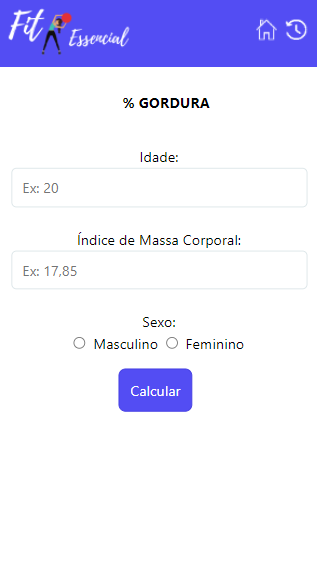 Fit
Essencial
% GORDURA
Idade:
Ex: 20
Índice de Massa Corporal:
Ex: 17,85
Sexo:
Masculino Feminino
Calcular